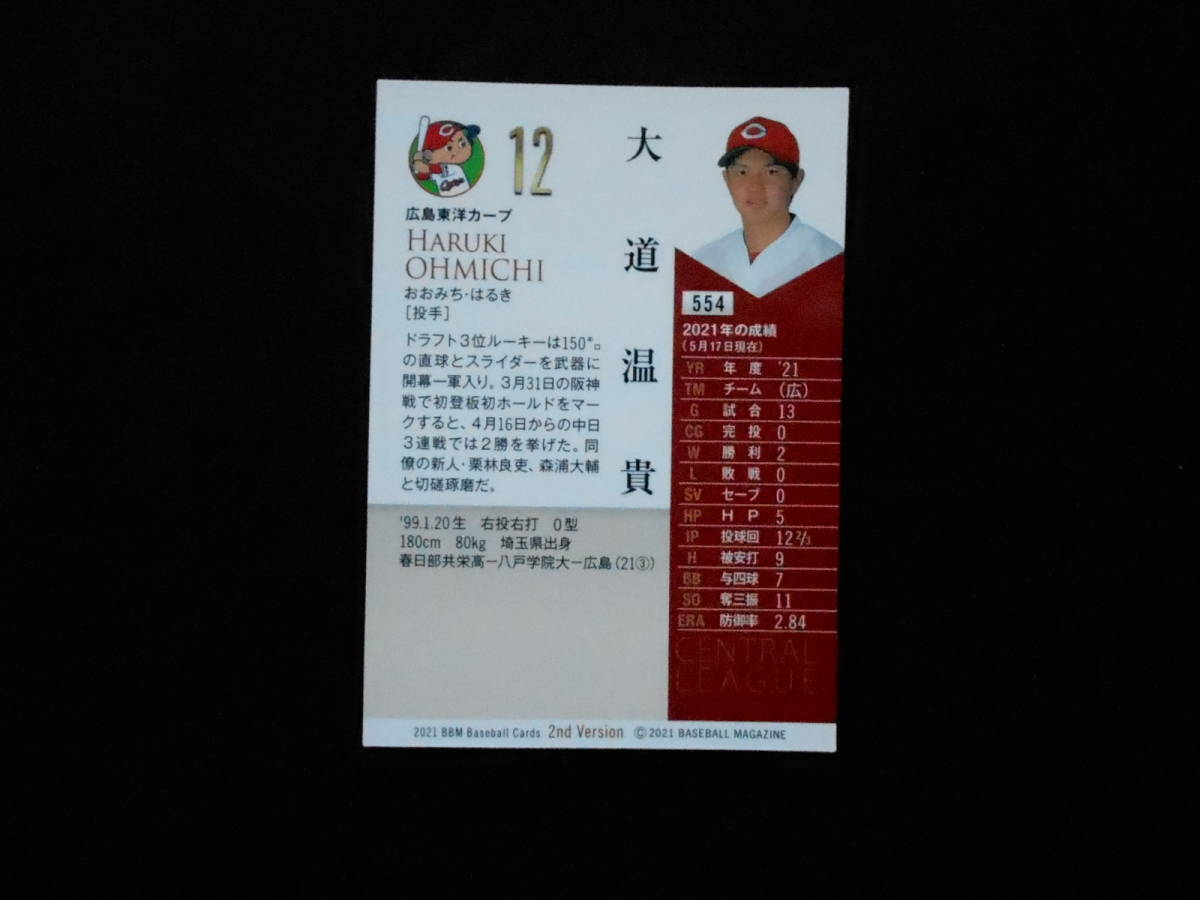 12
広島東洋カープ
HARUKI
OHMICHI
おおみち・はるき
[投手]
ドラフト3位ルーキーは150㌔
の直球とスライダーを武器に
開幕一軍入り。3月31日の阪神
戦で初登板初ホールドをマー
クすると、4月16日からの中日
3連戦では2勝を挙げた。同
僚の新人・栗林良吏、森浦大輔
と切磋琢磨だ。
大道温貴
'99.1.20生 右投右打 O型
180cm 80kg 埼玉県出身
春日部共栄高ー八戸学院大ー広島(21③)
554
2021年の成績
(5月17日現在)
YR 年度 '21
TM チーム (広)
G 試合 13
CG 完投 0
W 勝利 2
L 敗戦 0
SV セーブ 0
HP HP 5
IP 投球回 12 2/3
H 被安打 9
BB 与四球 7
SO 奪三振 11
ERA 防御率 2.84
CENTRAL
LEAGUE
2021 BBM Baseball Cards 2nd Version © 2021 BASEBALL MAGAZINE